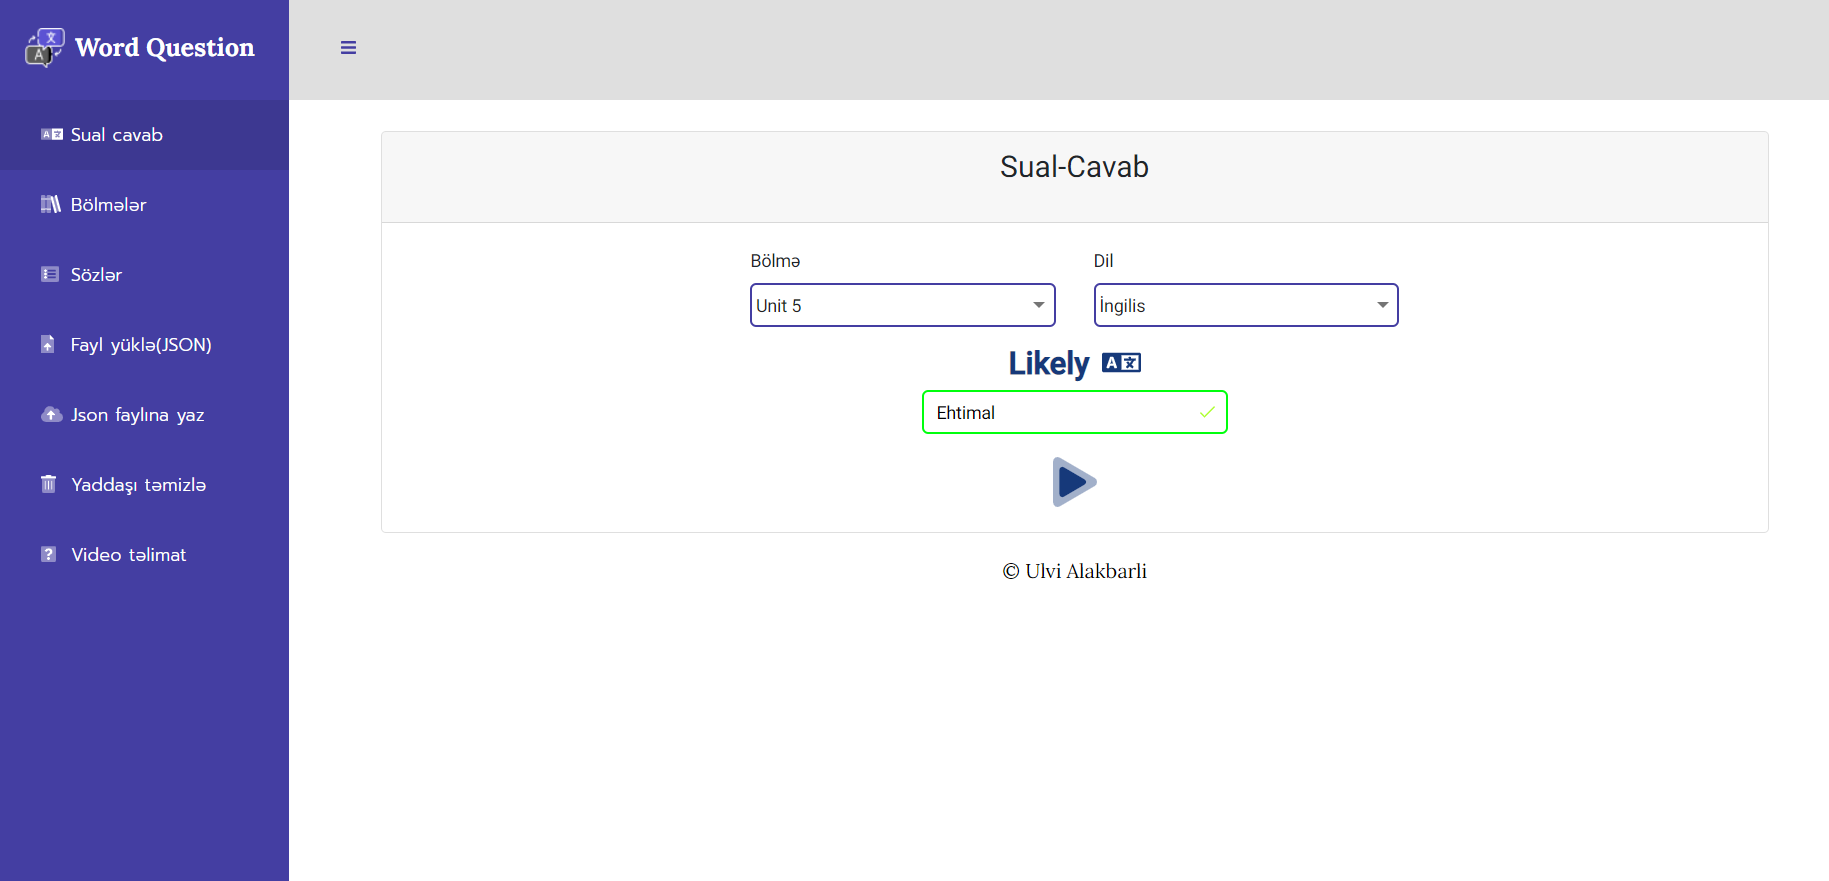 Word Question
Sual cavab
Bölmələr
Sözlər
Fayl yüklə(JSON)
Json faylına yaz
Yaddaşı təmizlə
Video təlimat
Sual-Cavab
Bölmə Dil
Unit 5 İngilis
Likely
Ehtimal
© Ulvi Alakbarli